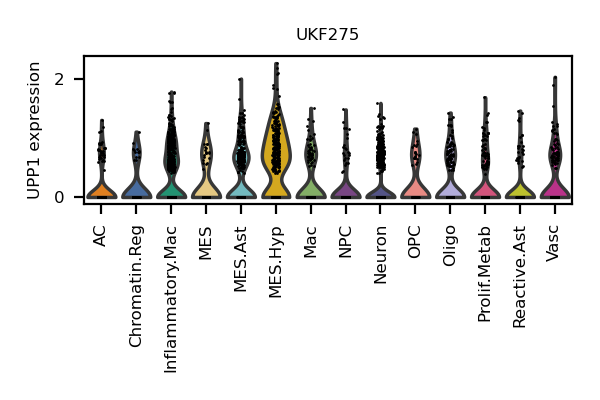 UKF275
UPP1 expression
2
0
AC
Chromatin.Reg
Inflammatory.Mac
MES
MES.Ast
MES.Hyp
Mac
NPC
Neuron
OPC
Oligo
Prolif.Metab
Reactive.Ast
Vasc